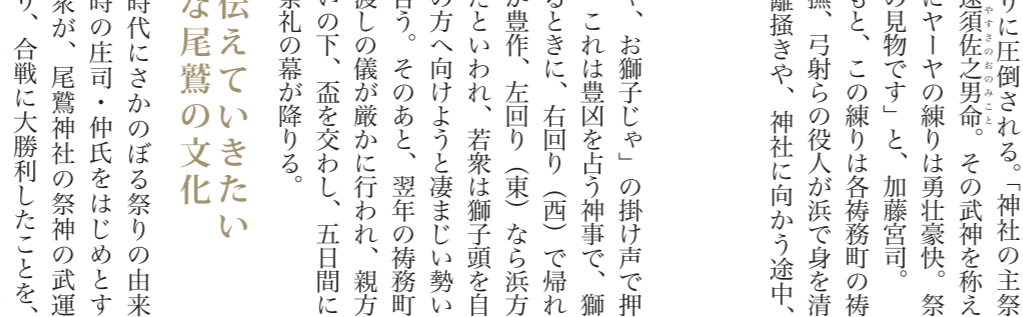 りに圧倒される。「神社の主祭
速須佐之男命。その武神を称え
にヤーヤの練りは勇壮豪快。祭
の見物です」と、加藤宮司。
もと、この練りは各祷務町の祷
撫、弓射らの役人が浜で身を清
離掻きや、神社に向かう途中、
や、お獅子じゃ」の掛け声で押
これは豊凶を占う神事で、獅
るときに、右回り（西）で帰れ
が豊作、左回り（東）なら浜方
たといわれ、若衆は獅子頭を自
の方へ向けようと凄まじい勢い
合う。そのあと、翌年の祷務町
渡しの儀が厳かに行われ、親方
いの下、盃を交わし、五日間に
祭礼の幕が降りる。
伝えていきたい
な尾鷲の文化
時代にさかのぼる祭りの由来
時の庄司・仲氏をはじめとす
衆が、尾鷲神社の祭神の武運
り、合戦に大勝利したことを、